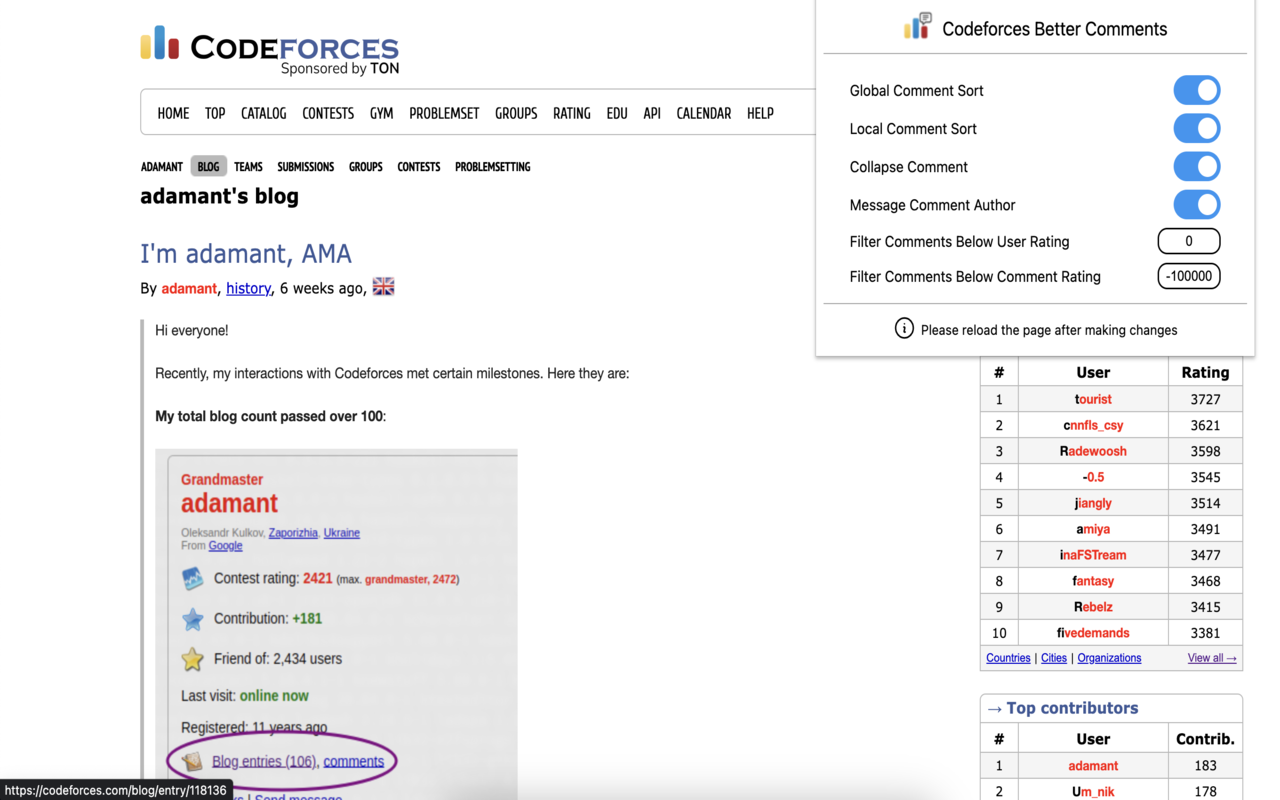 CODEFORCES
Sponsored by TON
HOME TOP CATALOG CONTESTS GYM PROBLEMSET GROUPS RATING EDU API CALENDAR HELP
ADAMANT BLOG TEAMS SUBMISSIONS GROUPS CONTESTS PROBLEMSETTING
adamant's blog
I'm adamant, AMA
By adamant, history, 6 weeks ago,
Hi everyone!
Recently, my interactions with Codeforces met certain milestones. Here they are:
My total blog count passed over 100:
Grandmaster
adamant
Oleksandr Kulkov, Zaporizhia, Ukraine
From Google
Contest rating: 2421 (max. grandmaster, 2472)
Contribution: +181
Friend of: 2,434 users
Last visit: online now
Registered: 11 years ago
Blog entries (106), comments
| Send message
https://codeforces.com/blog/entry/118136
Codeforces Better Comments
Global Comment Sort
Local Comment Sort
Collapse Comment
Message Comment Author
Filter Comments Below User Rating 0
Filter Comments Below Comment Rating -100000
Please reload the page after making changes
# User Rating
1 tourist 3727
2 cnnfls_csy 3621
3 Radewoosh 3598
4 -0.5 3545
5 jiangly 3514
6 amiya 3491
7 inaFSTream 3477
8 fantasy 3468
9 Rebelz 3415
10 fivedemands 3381
Countries | Cities | Organizations View all →
→ Top contributors
# User Contrib.
1 adamant 183
2 Um_nik 178